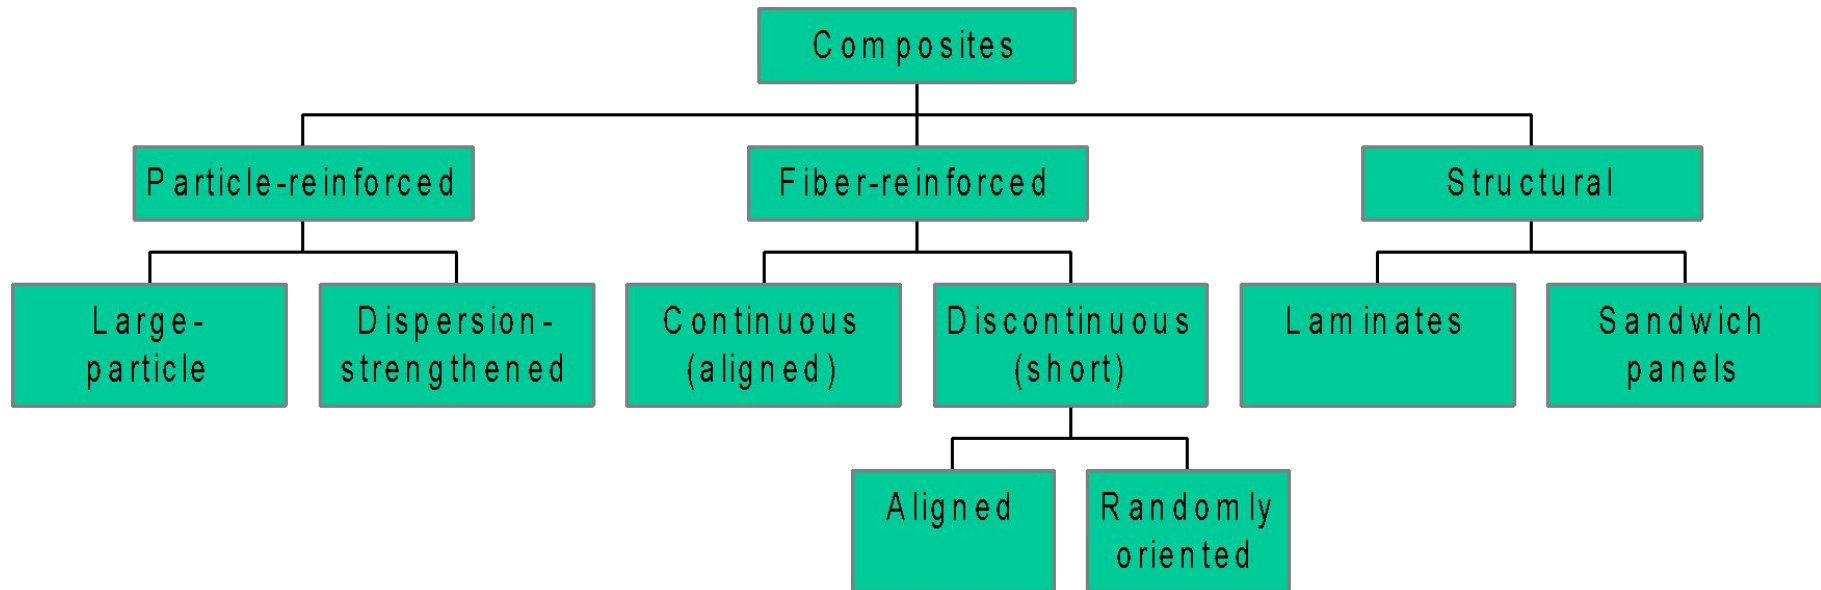 Composites
Particle-reinforced
Fiber-reinforced
Structural
Large-
particle
Dispersion-
strengthened
Continuous
(aligned)
Discontinuous
(short)
Laminates
Sandwich
panels
Aligned
Randomly
oriented